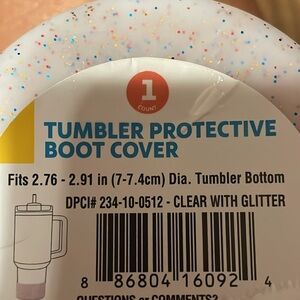 1
COUNT
TUMBLER PROTECTIVE
BOOT COVER
Fits 2.76 - 2.91 in (7-7.4cm) Dia. Tumbler Bottom
DPCI# 234-10-0512 - CLEAR WITH GLITTER
8 86804 16092 4
QUESTIONS or COMMENTS?